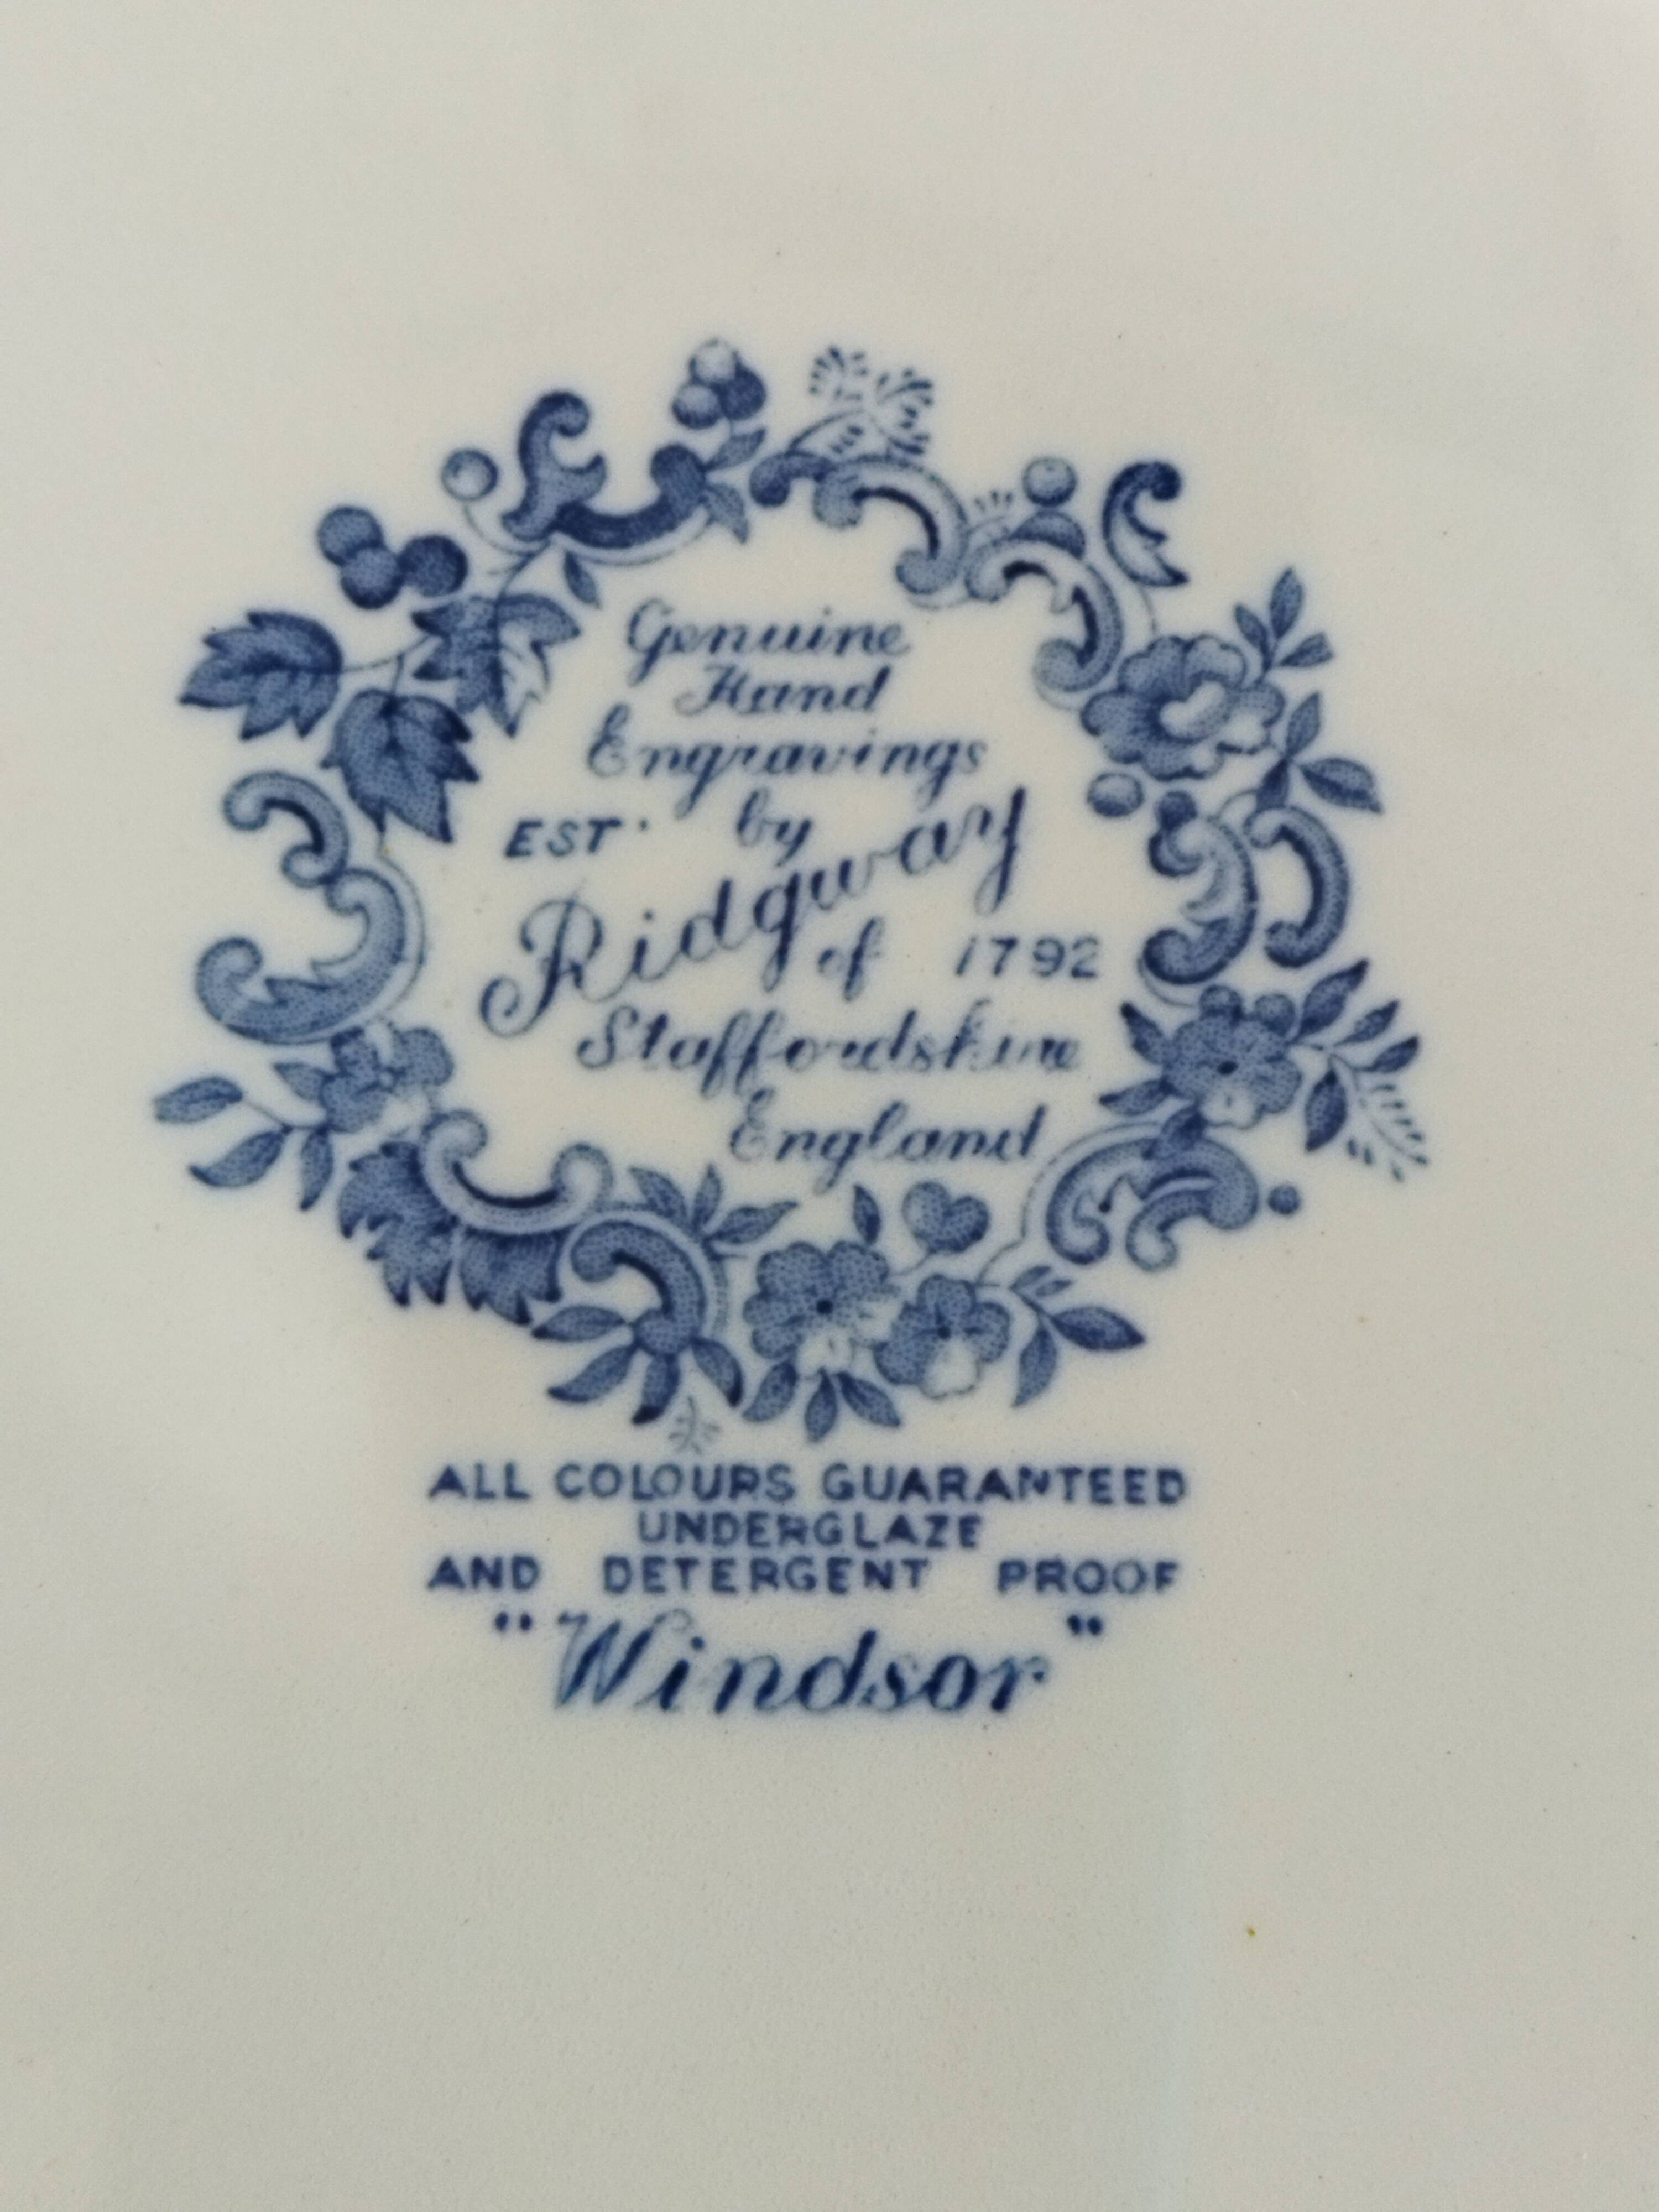 Genuine
Hand
Engravings
EST. by
Ridgway
of 1792
Staffordshire
England
ALL COLOURS GUARANTEED
UNDERGLAZE
AND DETERGENT PROOF
"Windsor"